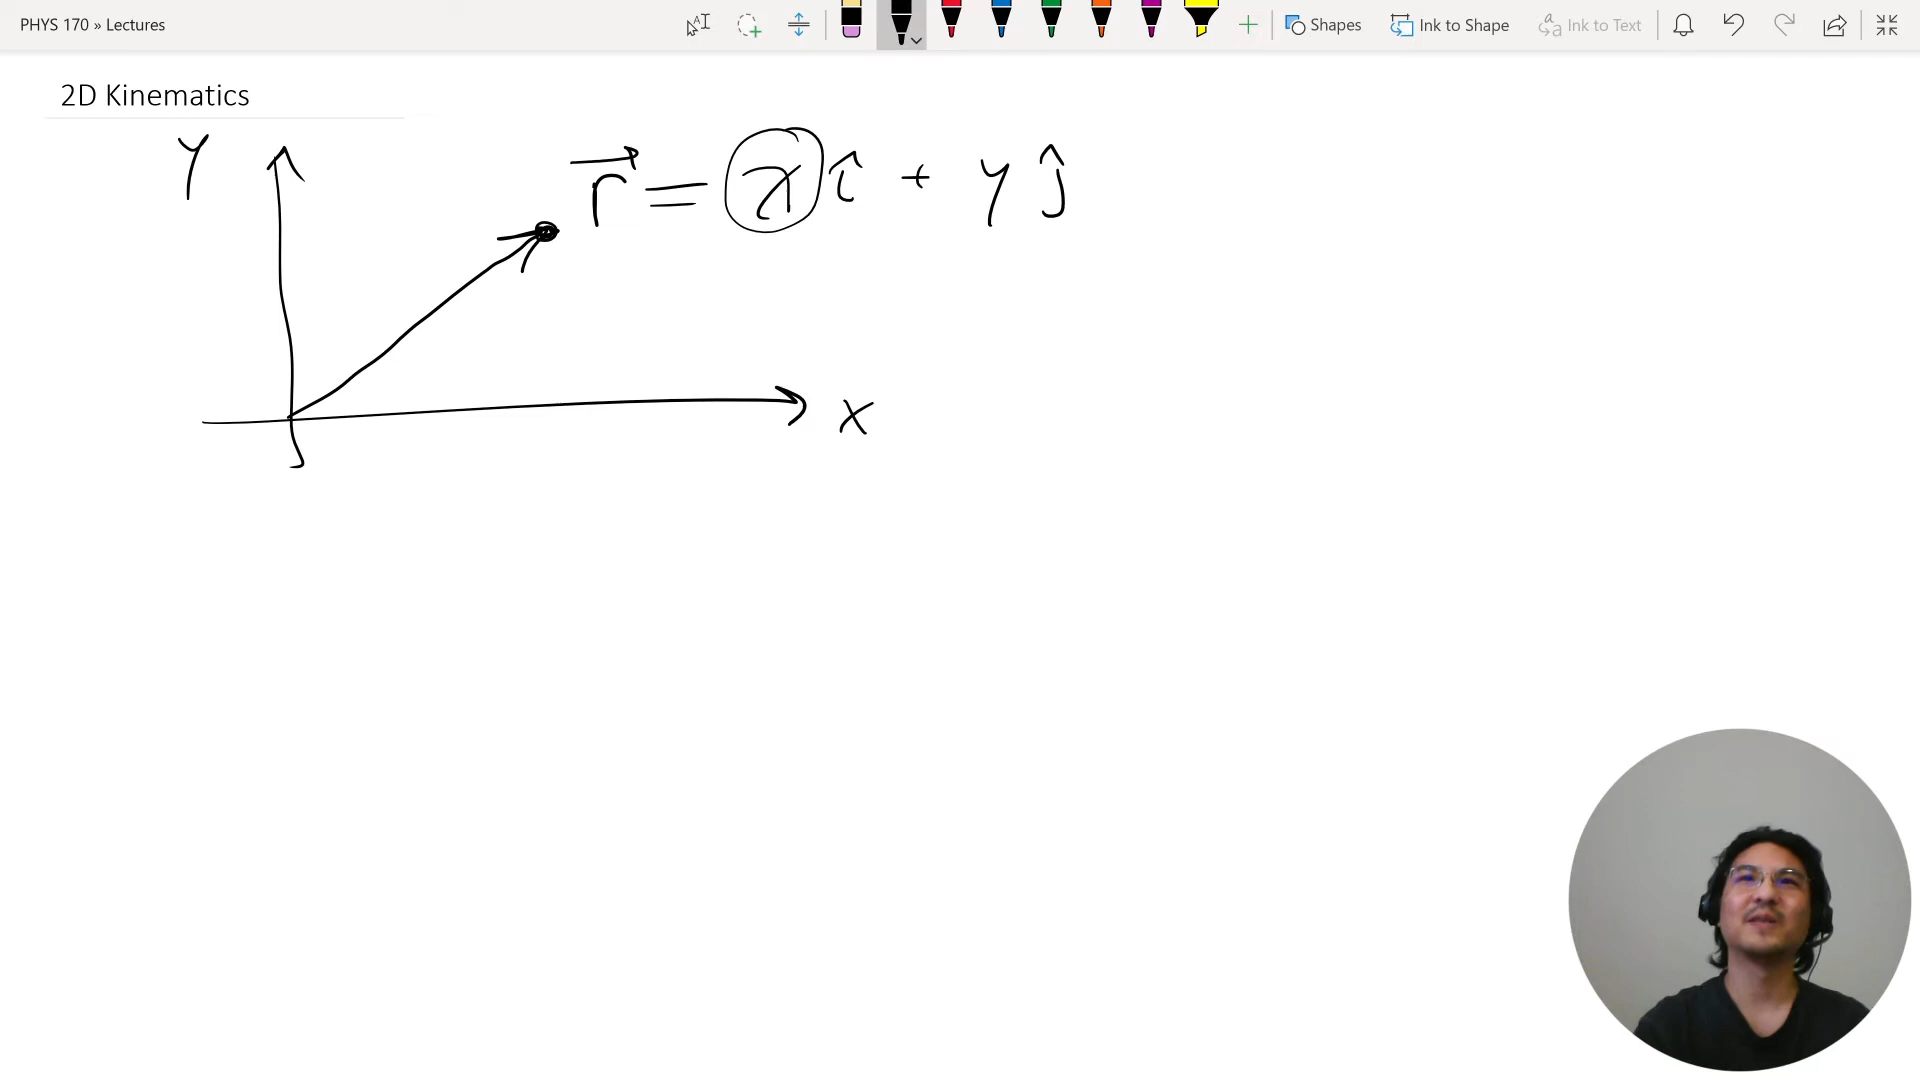 PHYS 170 » Lectures
Shapes
Ink to Shape
Ink to Text
2D Kinematics
y
r⃗ = x î + y ĵ
x